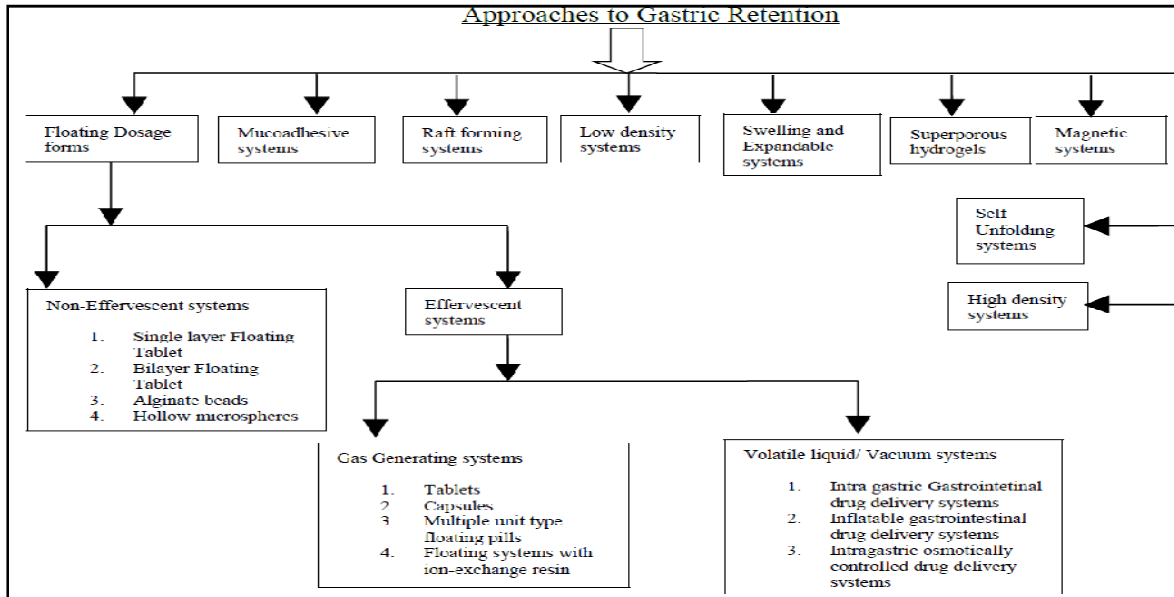 Approaches to Gastric Retention
Floating Dosage
forms
Mucoadhesive
systems
Raft forming
systems
Low density
systems
Swelling and
Expandable
systems
Superporous
hydrogels
Magnetic
systems
Self
Unfolding
systems
High density
systems
Non-Effervescent systems
1. Single layer Floating
Tablet
2. Bilayer Floating
Tablet
3. Alginate beads
4. Hollow microspheres
Effervescent
systems
Gas Generating systems
1. Tablets
2 Capsules
3 Multiple unit type
floating pills
4. Floating systems with
ion-exchange resin
Volatile liquid/ Vacuum systems
1. Intra gastric Gastrointetinal
drug delivery systems
2. Inflatable gastrointestinal
drug delivery systems
3. Intragastric osmotically
controlled drug delivery
systems